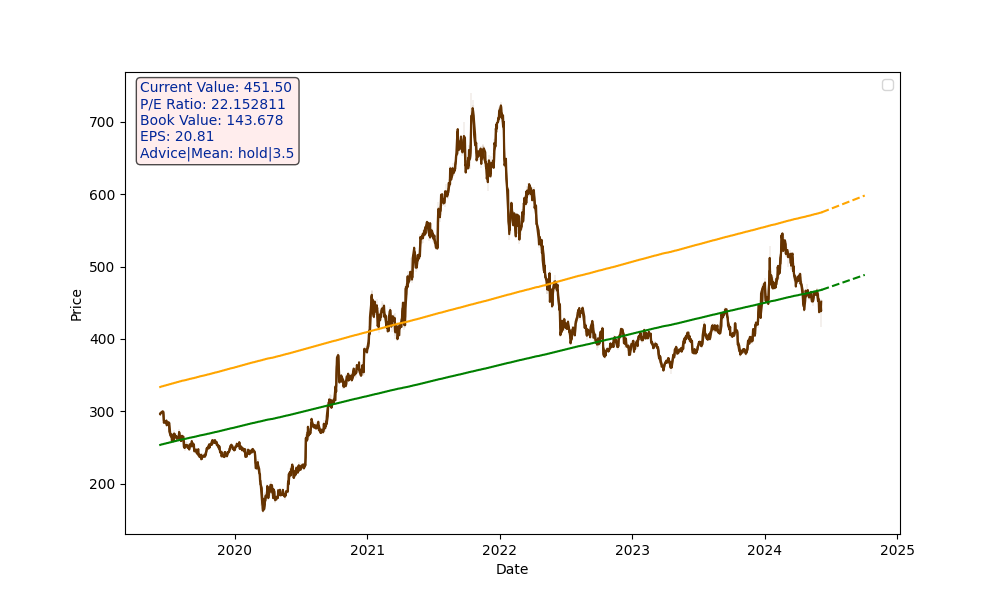 Current Value: 451.50
P/E Ratio: 22.152811
Book Value: 143.678
EPS: 20.81
Advice|Mean: hold|3.5
700
600
500
400
300
200
Price
2020 2021 2022 2023 2024 2025
Date